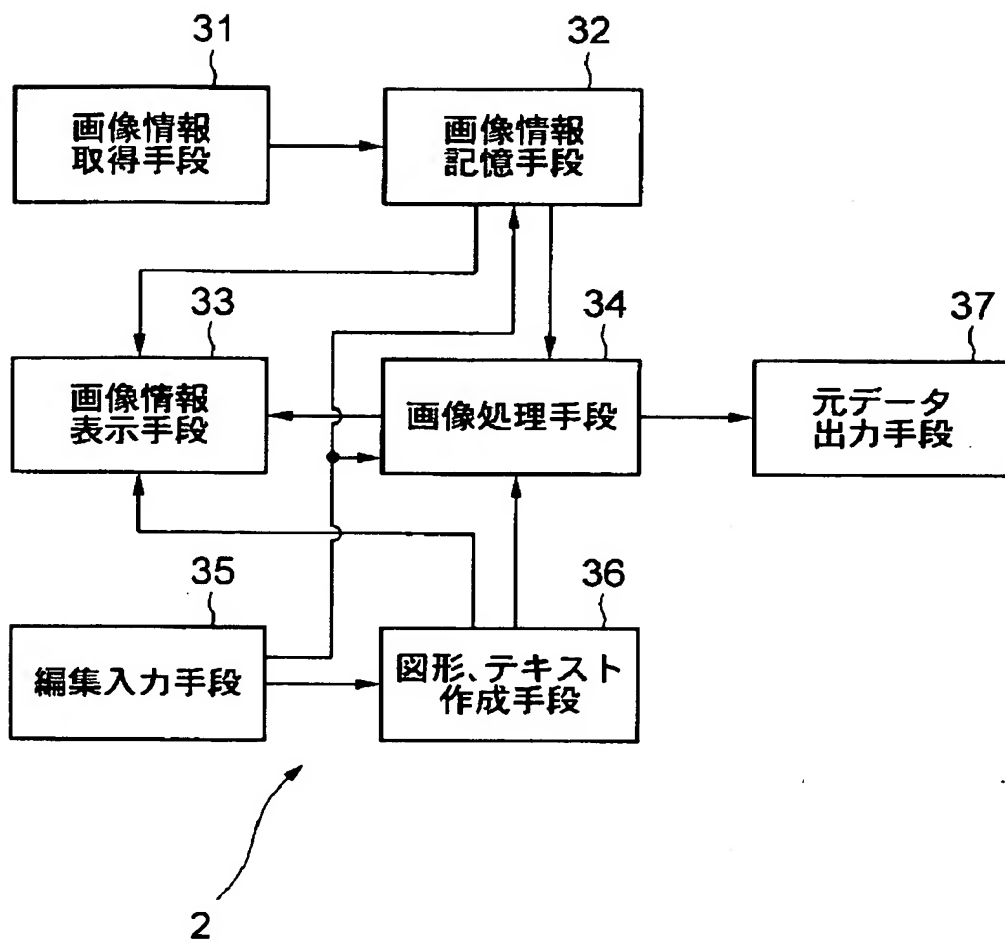 31
画像情報
取得手段
32
画像情報
記憶手段
33
画像情報
表示手段
34
画像処理手段
37
元データ
出力手段
35
編集入力手段
36
図形、テキスト
作成手段
2